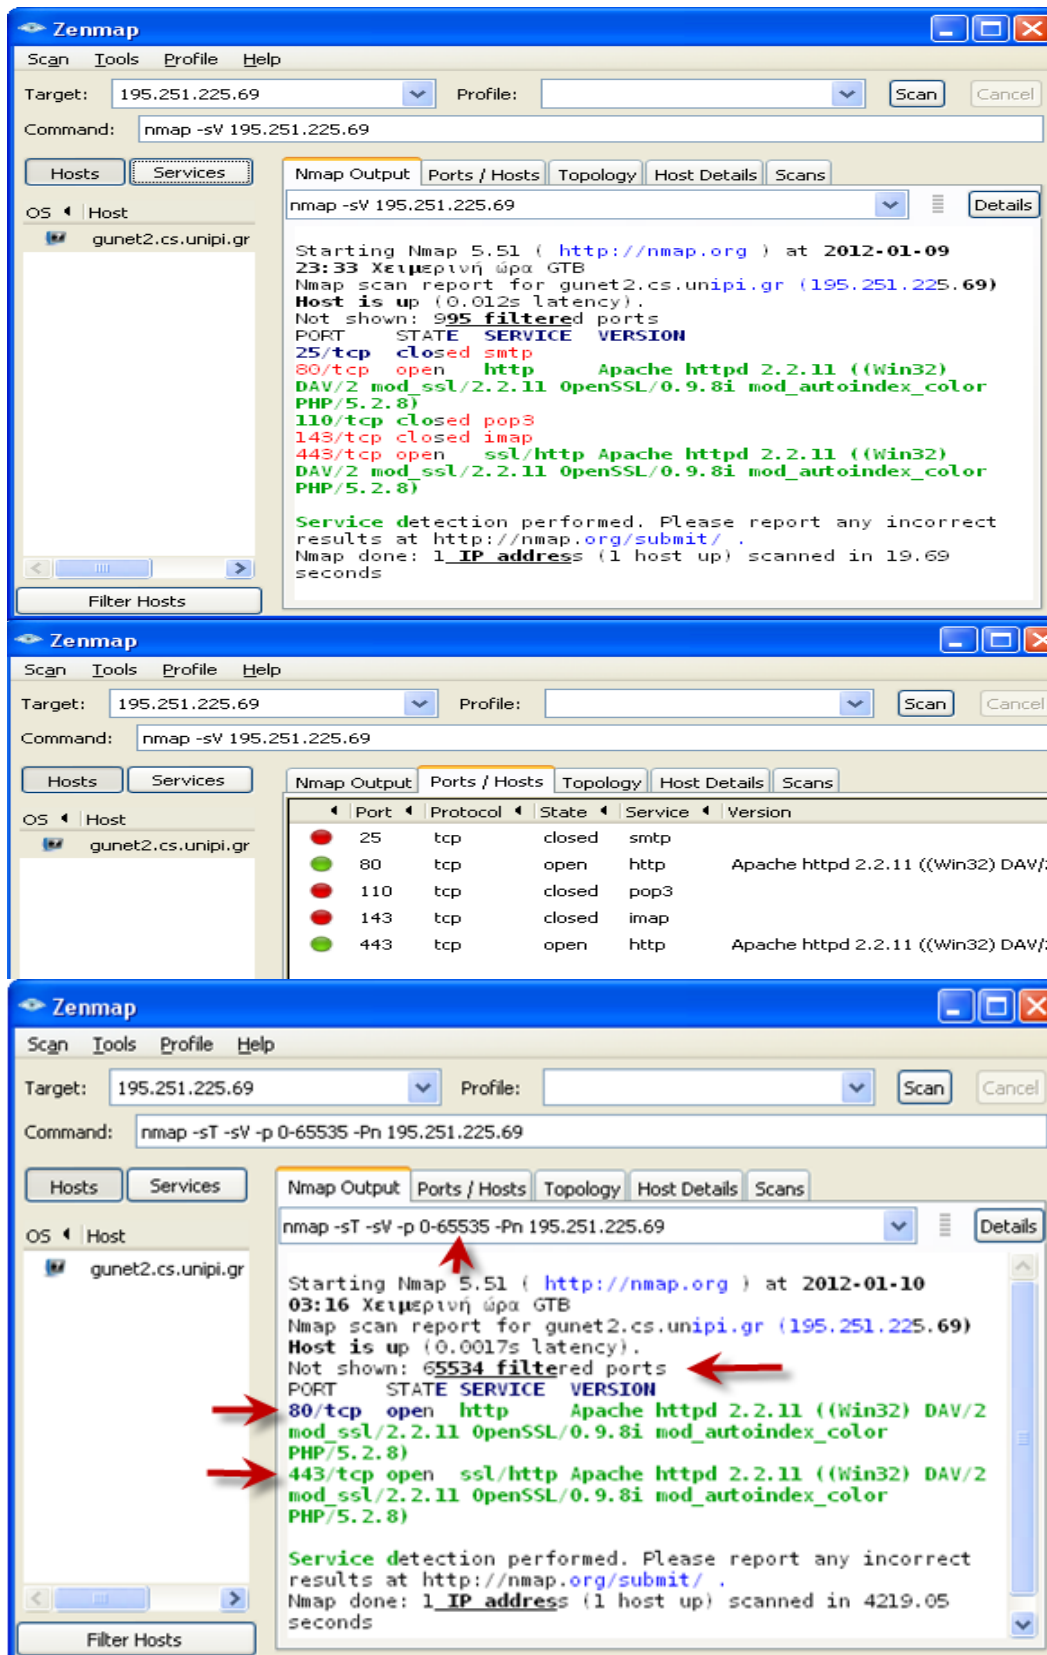 Zenmap
Scan Tools Profile Help
Target: 195.251.225.69 Profile: Scan Cancel
Command: nmap -sV 195.251.225.69
Hosts Services
Nmap Output Ports / Hosts Topology Host Details Scans
nmap -sV 195.251.225.69 Details
OS Host
gunet2.cs.unipi.gr
Starting Nmap 5.51 ( http://nmap.org ) at 2012-01-09
23:33 Χειμερινή ώρα GTB
Nmap scan report for gunet2.cs.unipi.gr (195.251.225.69)
Host is up (0.012s latency).
Not shown: 995 filtered ports
PORT STATE SERVICE VERSION
25/tcp closed smtp
80/tcp open http Apache httpd 2.2.11 ((Win32)
DAV/2 mod_ssl/2.2.11 OpenSSL/0.9.8i mod_autoindex_color
PHP/5.2.8)
110/tcp closed pop3
143/tcp closed imap
443/tcp open ssl/http Apache httpd 2.2.11 ((Win32)
DAV/2 mod_ssl/2.2.11 OpenSSL/0.9.8i mod_autoindex_color
PHP/5.2.8)
Service detection performed. Please report any incorrect
results at http://nmap.org/submit/ .
Nmap done: 1 IP address (1 host up) scanned in 19.69
seconds
Filter Hosts
Zenmap
Scan Tools Profile Help
Target: 195.251.225.69 Profile: Scan Cancel
Command: nmap -sV 195.251.225.69
Hosts Services
Nmap Output Ports / Hosts Topology Host Details Scans
OS Host
gunet2.cs.unipi.gr
Port Protocol State Service Version
25 tcp closed smtp
80 tcp open http Apache httpd 2.2.11 ((Win32) DAV/
110 tcp closed pop3
143 tcp closed imap
443 tcp open http Apache httpd 2.2.11 ((Win32) DAV/
Zenmap
Scan Tools Profile Help
Target: 195.251.225.69 Profile: Scan Cancel
Command: nmap -sT -sV -p 0-65535 -Pn 195.251.225.69
Hosts Services
Nmap Output Ports / Hosts Topology Host Details Scans
nmap -sT -sV -p 0-65535 -Pn 195.251.225.69 Details
OS Host
gunet2.cs.unipi.gr
Starting Nmap 5.51 ( http://nmap.org ) at 2012-01-10
03:16 Χειμερινή ώρα GTB
Nmap scan report for gunet2.cs.unipi.gr (195.251.225.69)
Host is up (0.0017s latency).
Not shown: 65534 filtered ports
PORT STATE SERVICE VERSION
80/tcp open http Apache httpd 2.2.11 ((Win32) DAV/2
mod_ssl/2.2.11 OpenSSL/0.9.8i mod_autoindex_color
PHP/5.2.8)
443/tcp open ssl/http Apache httpd 2.2.11 ((Win32) DAV/2
mod_ssl/2.2.11 OpenSSL/0.9.8i mod_autoindex_color
PHP/5.2.8)
Service detection performed. Please report any incorrect
results at http://nmap.org/submit/ .
Nmap done: 1 IP address (1 host up) scanned in 4219.05
seconds
Filter Hosts